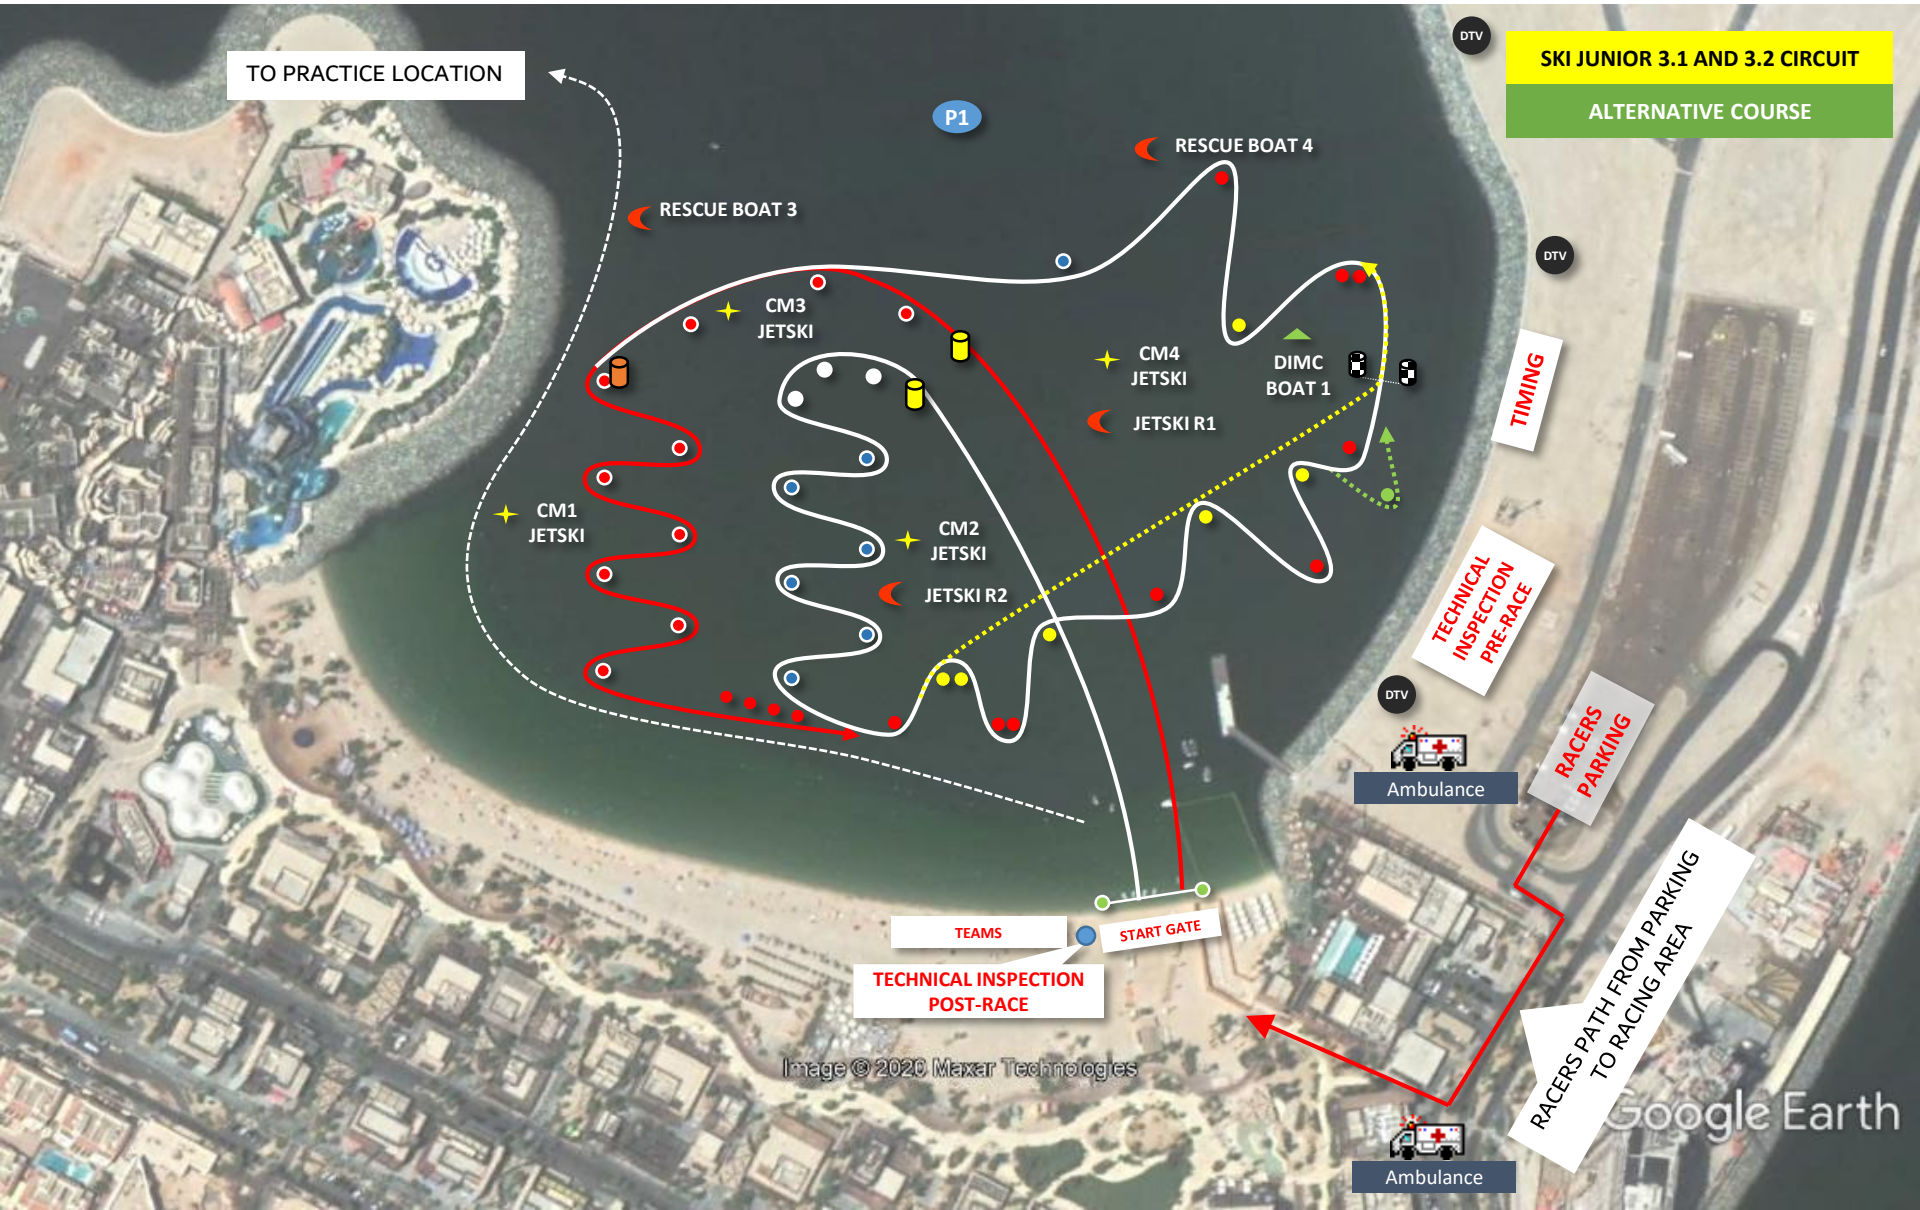 DTV
SKI JUNIOR 3.1 AND 3.2 CIRCUIT
ALTERNATIVE COURSE
TO PRACTICE LOCATION
P1
RESCUE BOAT 4
RESCUE BOAT 3
DTV
CM3
JETSKI
CM4
JETSKI
DIMC
BOAT 1
TIMING
JETSKI R1
CM1
JETSKI
CM2
JETSKI
JETSKI R2
TECHNICAL
INSPECTION
PRE-RACE
DTV
RACERS
PARKING
Ambulance
TEAMS
START GATE
TECHNICAL INSPECTION
POST-RACE
RACERS PATH FROM PARKING
TO RACING AREA
Image © 2020 Maxar Technologies
Google Earth
Ambulance